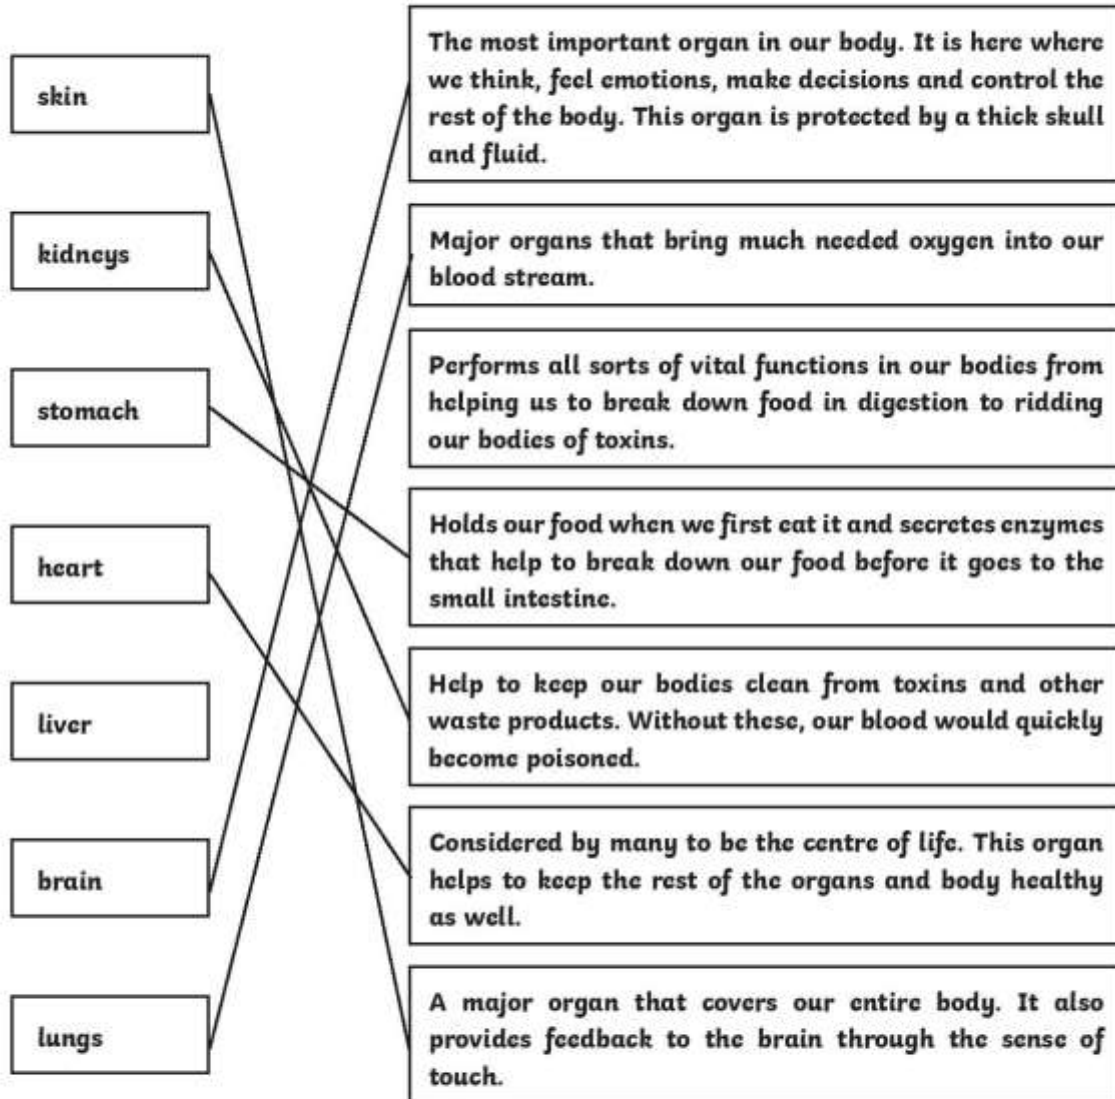 skin
kidneys
stomach
heart
liver
brain
lungs
The most important organ in our body. It is here where
we think, feel emotions, make decisions and control the
rest of the body. This organ is protected by a thick skull
and fluid.
Major organs that bring much needed oxygen into our
blood stream.
Performs all sorts of vital functions in our bodies from
helping us to break down food in digestion to ridding
our bodies of toxins.
Holds our food when we first eat it and secretes enzymes
that help to break down our food before it goes to the
small intestine.
Help to keep our bodies clean from toxins and other
waste products. Without these, our blood would quickly
become poisoned.
Considered by many to be the centre of life. This organ
helps to keep the rest of the organs and body healthy
as well.
A major organ that covers our entire body. It also
provides feedback to the brain through the sense of
touch.